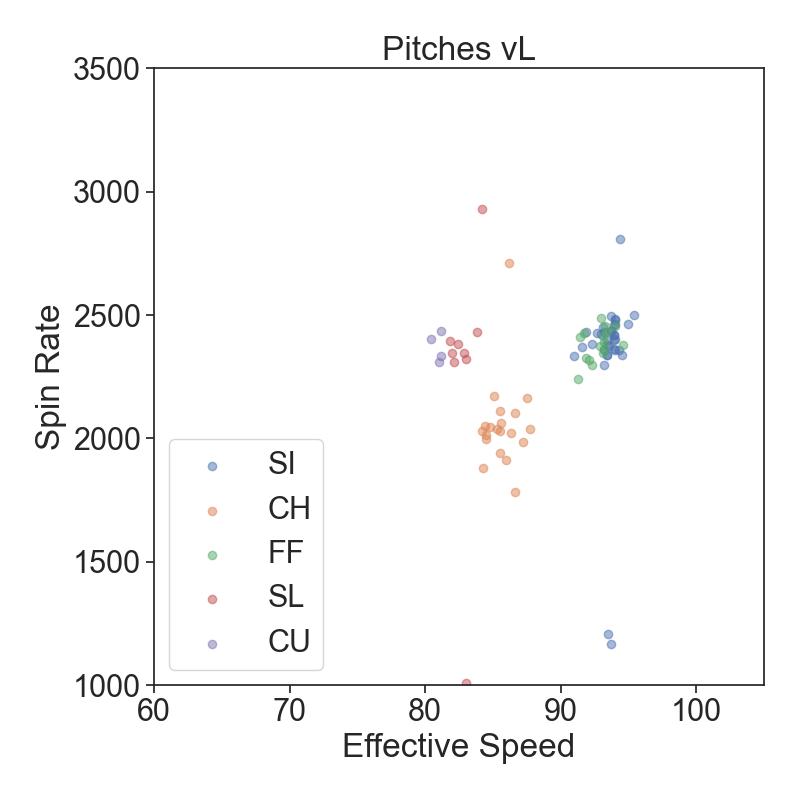 Pitches vL
3500
3000
2500
2000
1500
1000
Spin Rate
SI
CH
FF
SL
CU
60 70 80 90 100
Effective Speed